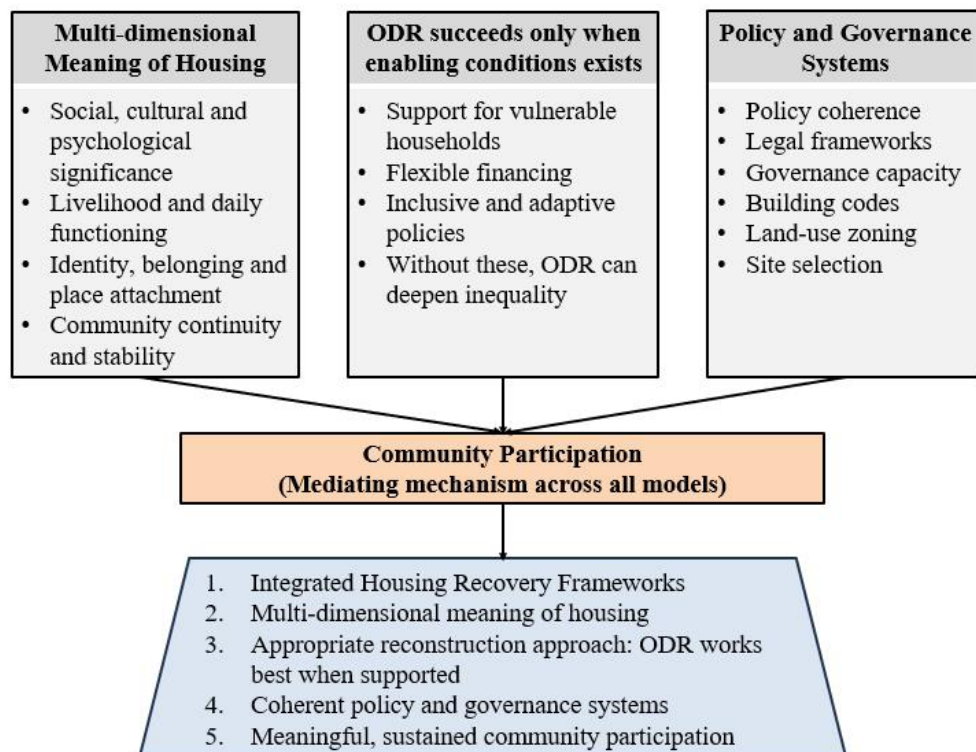 Multi-dimensional
Meaning of Housing
• Social, cultural and
psychological
significance
• Livelihood and daily
functioning
• Identity, belonging and
place attachment
• Community continuity
and stability
ODR succeeds only when
enabling conditions exists
• Support for vulnerable
households
• Flexible financing
• Inclusive and adaptive
policies
• Without these, ODR can
deepen inequality
Policy and Governance
Systems
• Policy coherence
• Legal frameworks
• Governance capacity
• Building codes
• Land-use zoning
• Site selection
Community Participation
(Mediating mechanism across all models)
1. Integrated Housing Recovery Frameworks
2. Multi-dimensional meaning of housing
3. Appropriate reconstruction approach: ODR works
best when supported
4. Coherent policy and governance systems
5. Meaningful, sustained community participation